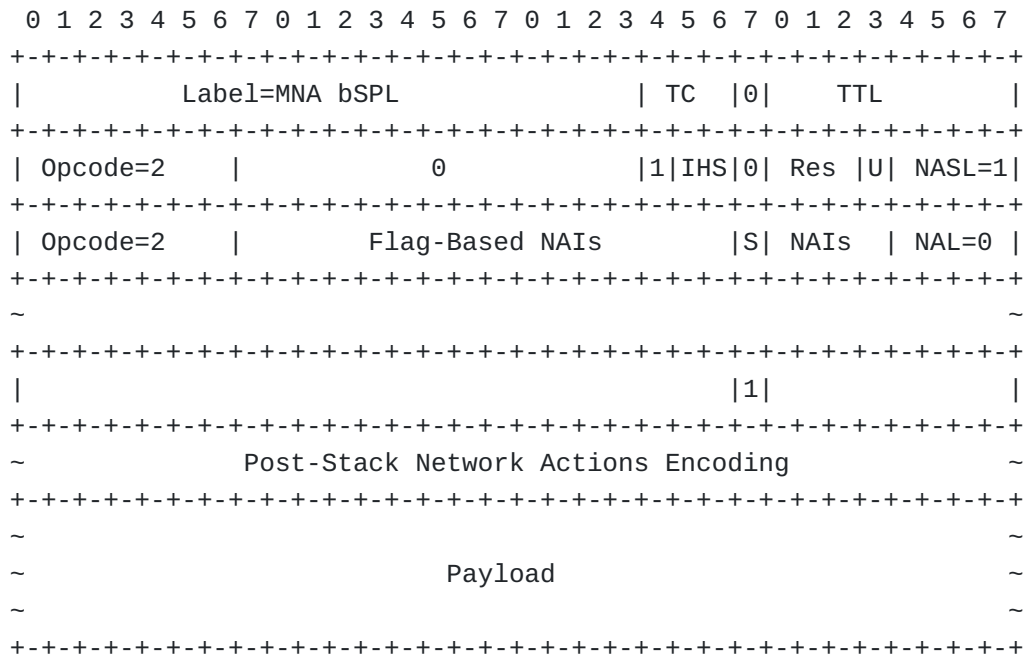 0 1 2 3 4 5 6 7 0 1 2 3 4 5 6 7 0 1 2 3 4 5 6 7 0 1 2 3 4 5 6 7
+-+-+-+-+-+-+-+-+-+-+-+-+-+-+-+-+-+-+-+-+-+-+-+-+-+-+-+-+-+-+-+-+
|          Label=MNA bSPL               | TC  |0|    TTL        |
+-+-+-+-+-+-+-+-+-+-+-+-+-+-+-+-+-+-+-+-+-+-+-+-+-+-+-+-+-+-+-+-+
| Opcode=2    |            0            |1|IHS|0| Res |U| NASL=1|
+-+-+-+-+-+-+-+-+-+-+-+-+-+-+-+-+-+-+-+-+-+-+-+-+-+-+-+-+-+-+-+-+
| Opcode=2    |        Flag-Based NAIs        |S| NAIs  | NAL=0 |
+-+-+-+-+-+-+-+-+-+-+-+-+-+-+-+-+-+-+-+-+-+-+-+-+-+-+-+-+-+-+-+-+
~                                                               ~
+-+-+-+-+-+-+-+-+-+-+-+-+-+-+-+-+-+-+-+-+-+-+-+-+-+-+-+-+-+-+-+-+
|                                             |1|               |
+-+-+-+-+-+-+-+-+-+-+-+-+-+-+-+-+-+-+-+-+-+-+-+-+-+-+-+-+-+-+-+-+
~              Post-Stack Network Actions Encoding              ~
+-+-+-+-+-+-+-+-+-+-+-+-+-+-+-+-+-+-+-+-+-+-+-+-+-+-+-+-+-+-+-+-+
~                                                               ~
~                           Payload                             ~
~                                                               ~
+-+-+-+-+-+-+-+-+-+-+-+-+-+-+-+-+-+-+-+-+-+-+-+-+-+-+-+-+-+-+-+-+